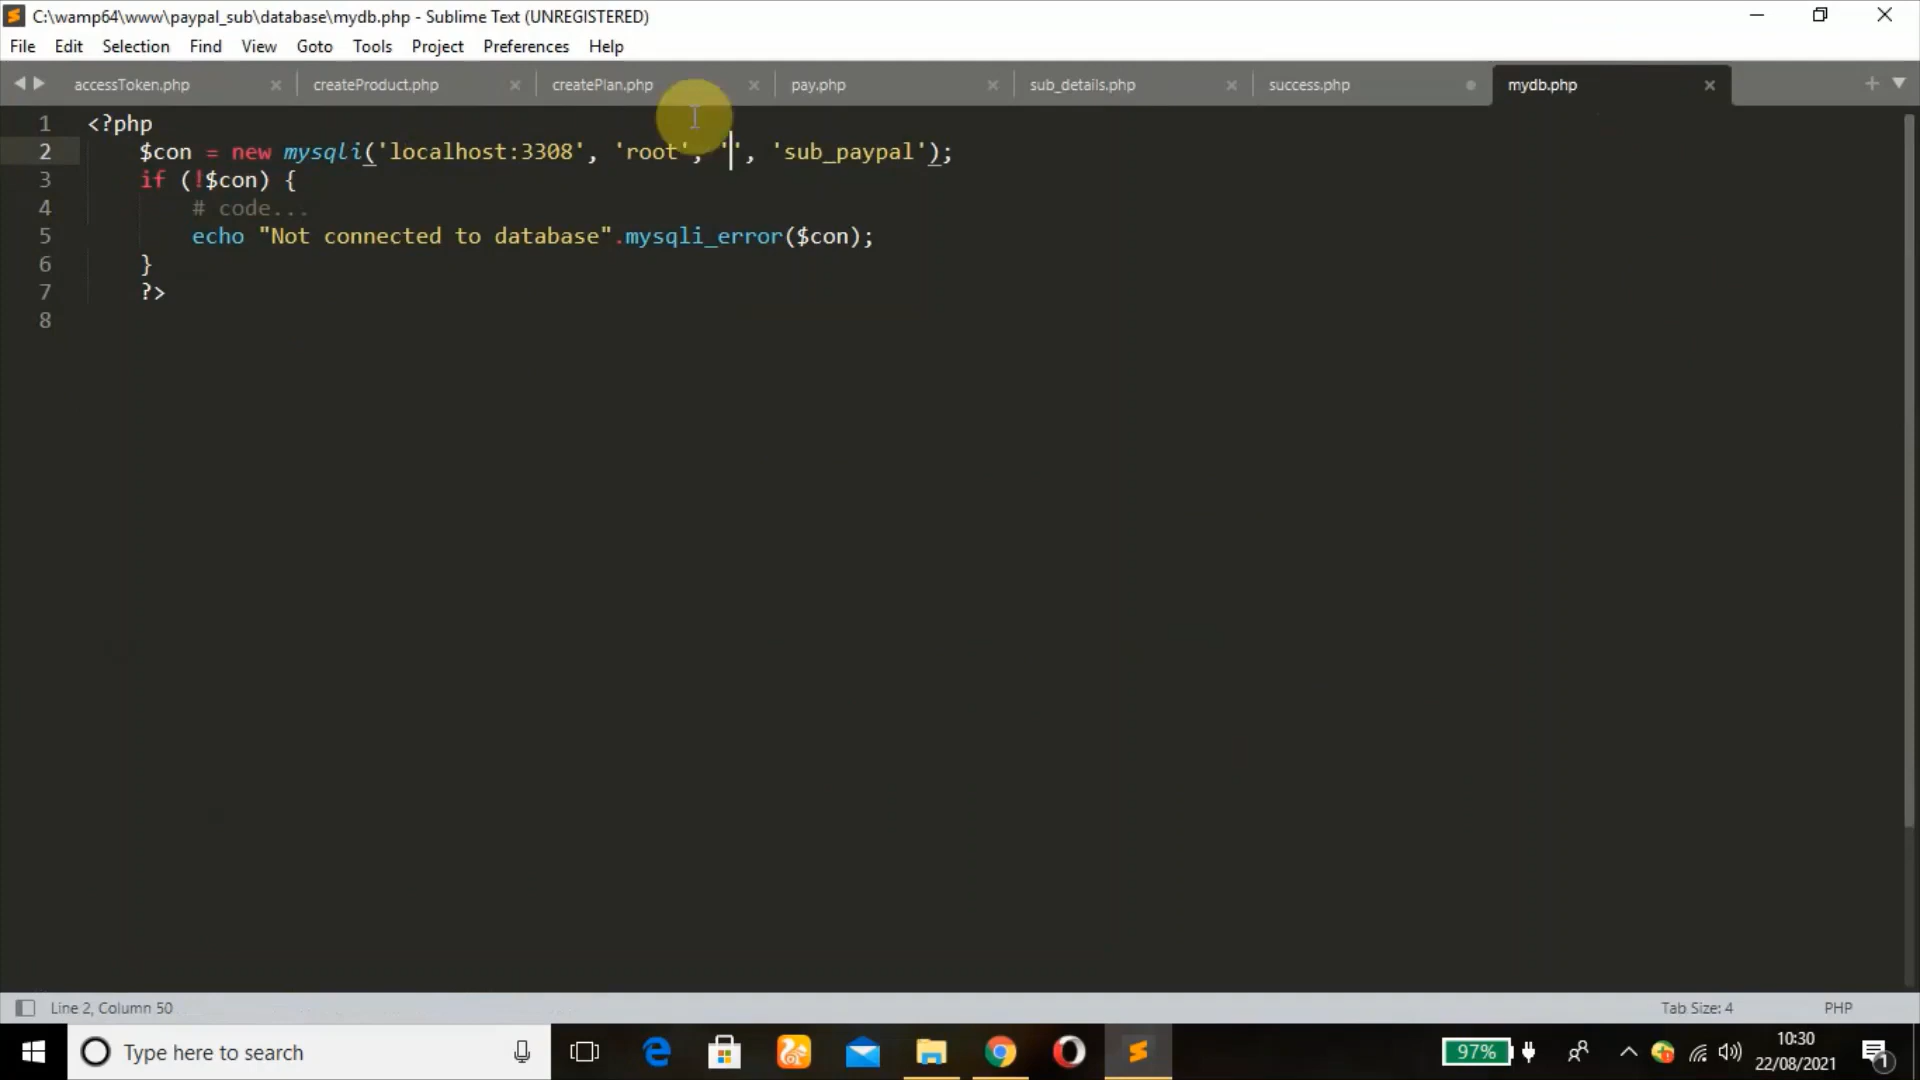 C:\wamp64\www\paypal_sub\database\mydb.php - Sublime Text (UNREGISTERED)
File Edit Selection Find View Goto Tools Project Preferences Help
accessToken.php createProduct.php createPlan.php pay.php sub_details.php success.php mydb.php
1 <?php
2 $con = new mysqli('localhost:3308', 'root', '', 'sub_paypal');
3 if (!$con) {
4 # code...
5 echo "Not connected to database".mysqli_error($con);
6 }
7 ?>
8
Line 2, Column 50 Tab Size: 4 PHP
Type here to search 97% 10:30
22/08/2021 1